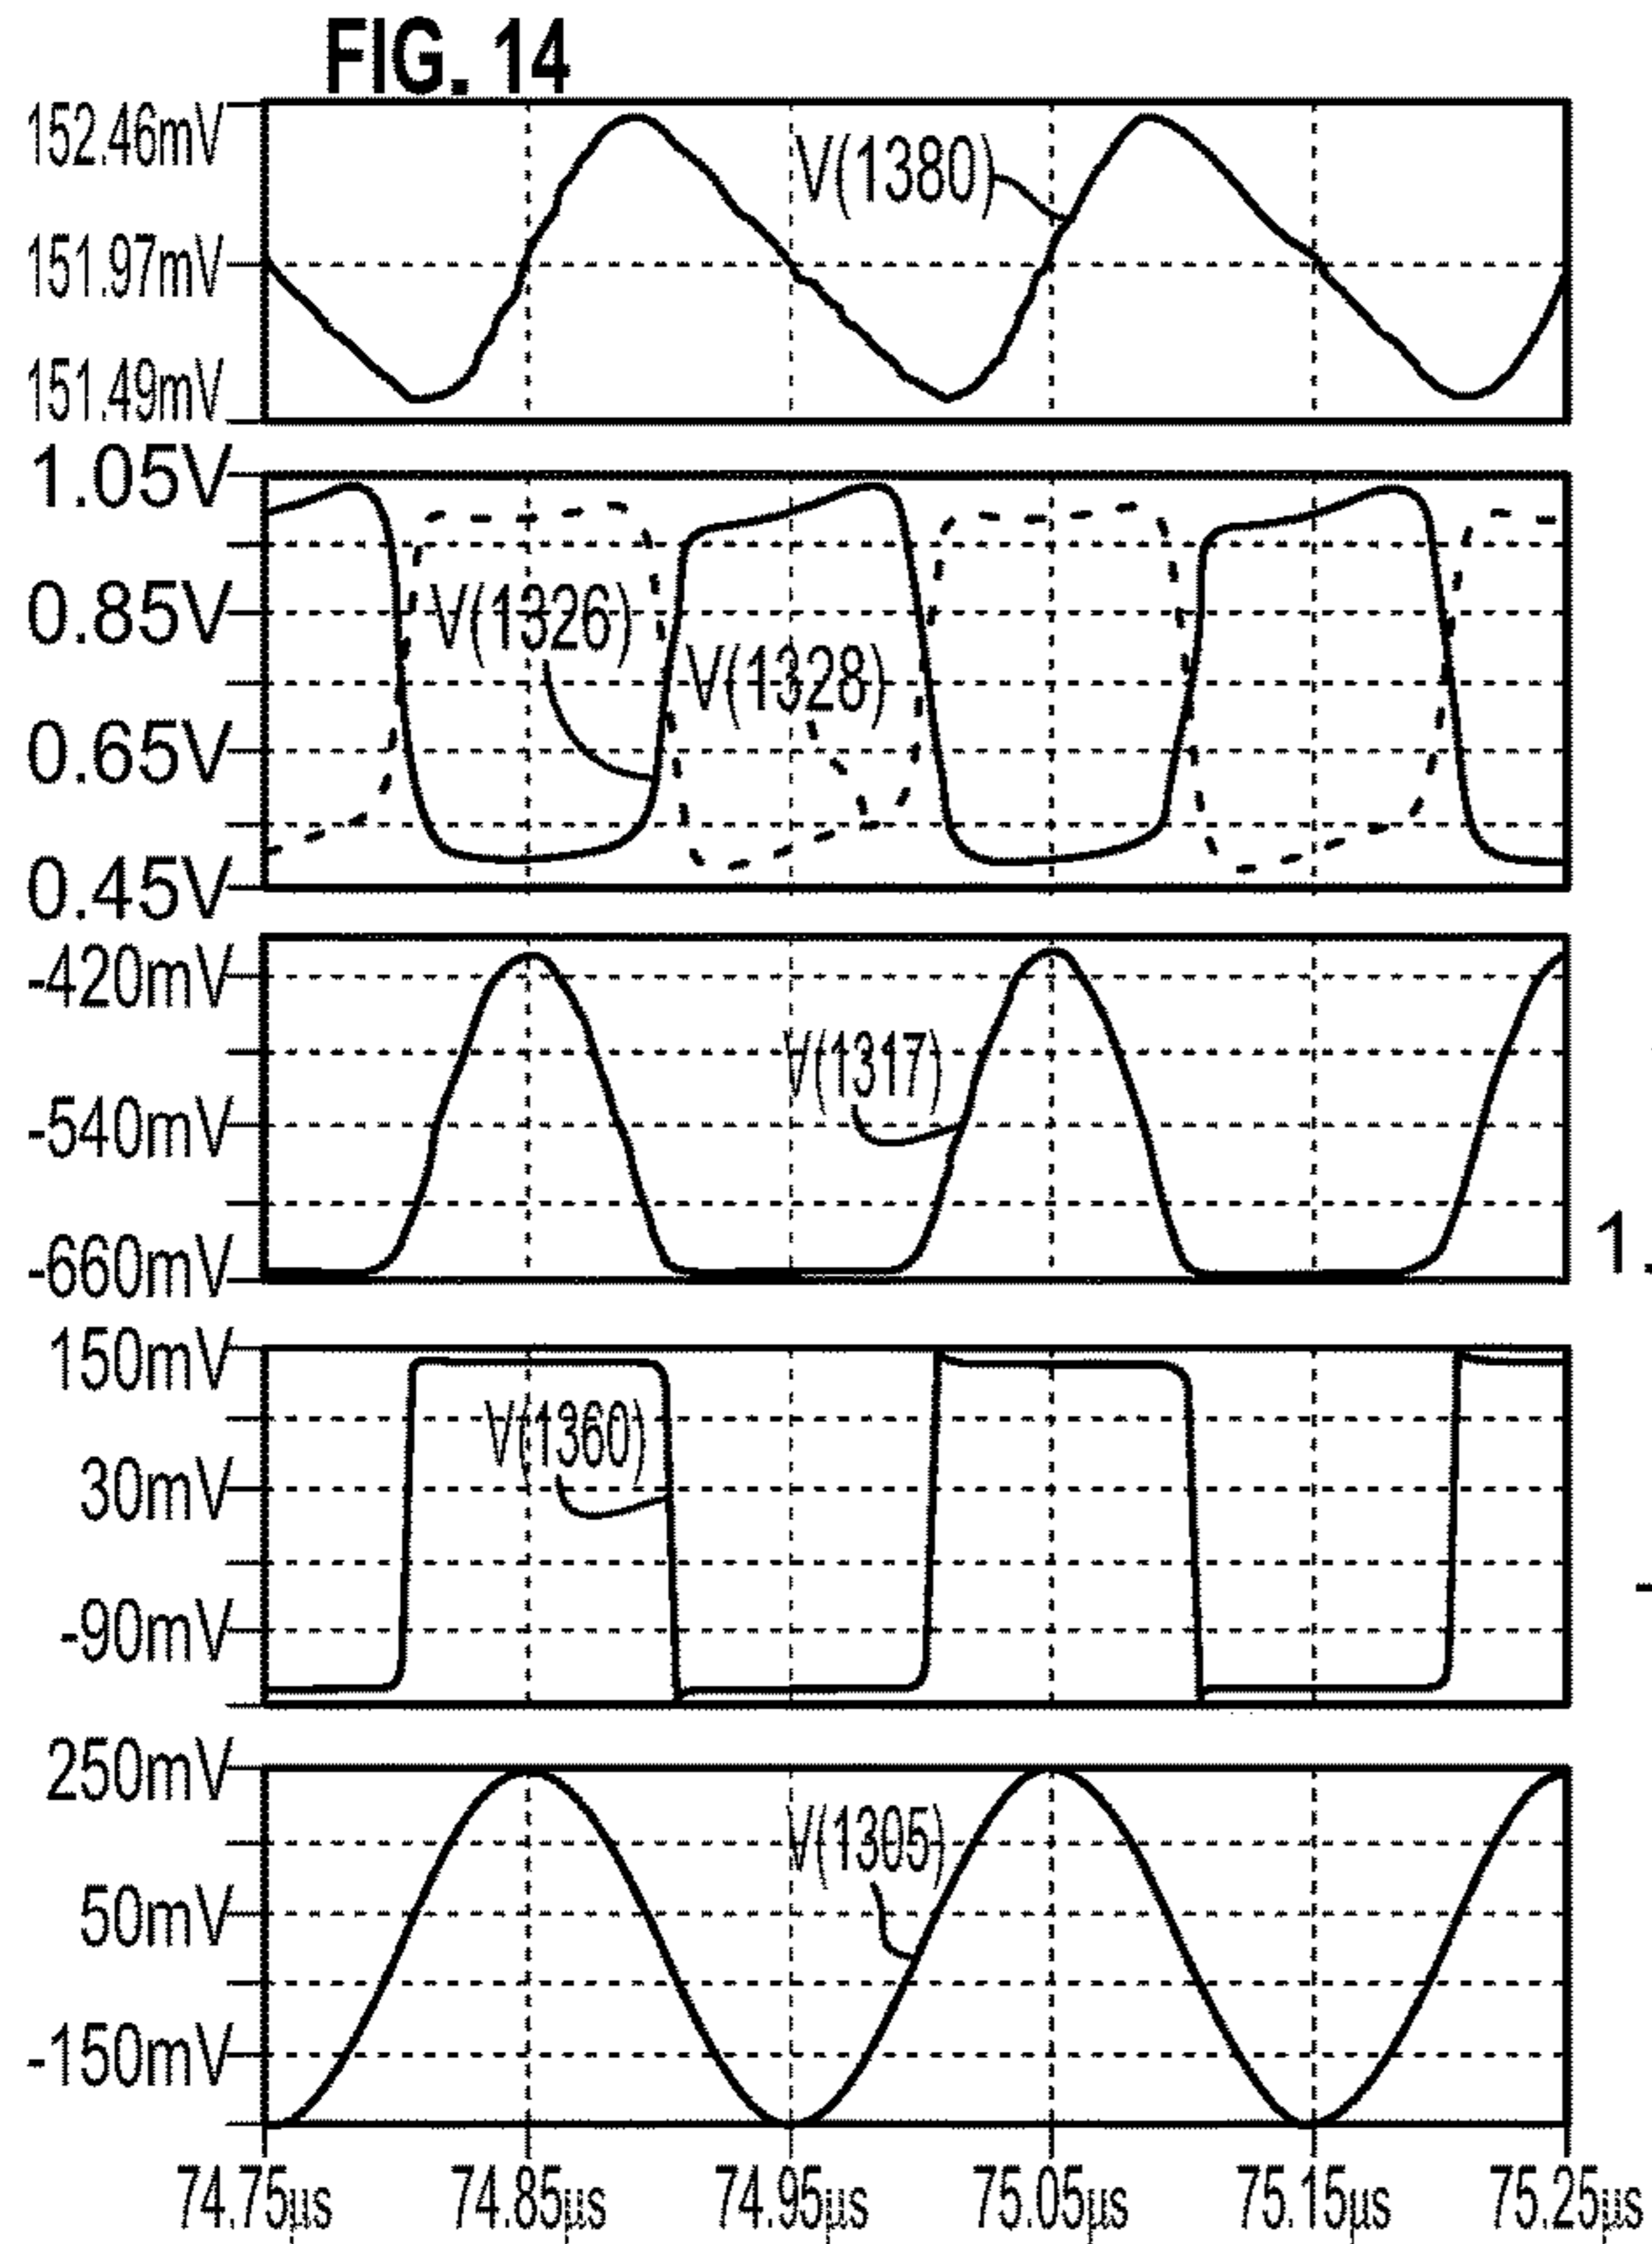 FIG. 14
152.46mV
V(1380)
151.97mV
151.49mV
1.05V
0.85V
V(1326)
V(1328)
0.65V
0.45V
-420mV
V(1317)
-540mV
-660mV
1.
150mV
V(1360)
30mV
-
-90mV
250mV
V(1305)
50mV
-150mV
74.75µs 74.85µs 74.95µs 75.05µs 75.15µs 75.25µs